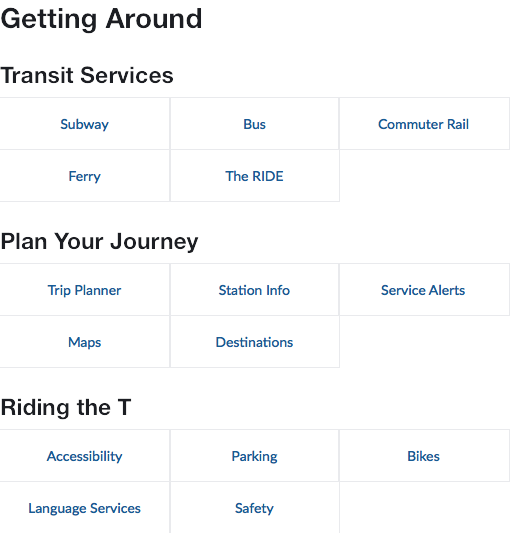 Getting Around
Transit Services
Subway Bus Commuter Rail
Ferry The RIDE
Plan Your Journey
Trip Planner Station Info Service Alerts
Maps Destinations
Riding the T
Accessibility Parking Bikes
Language Services Safety